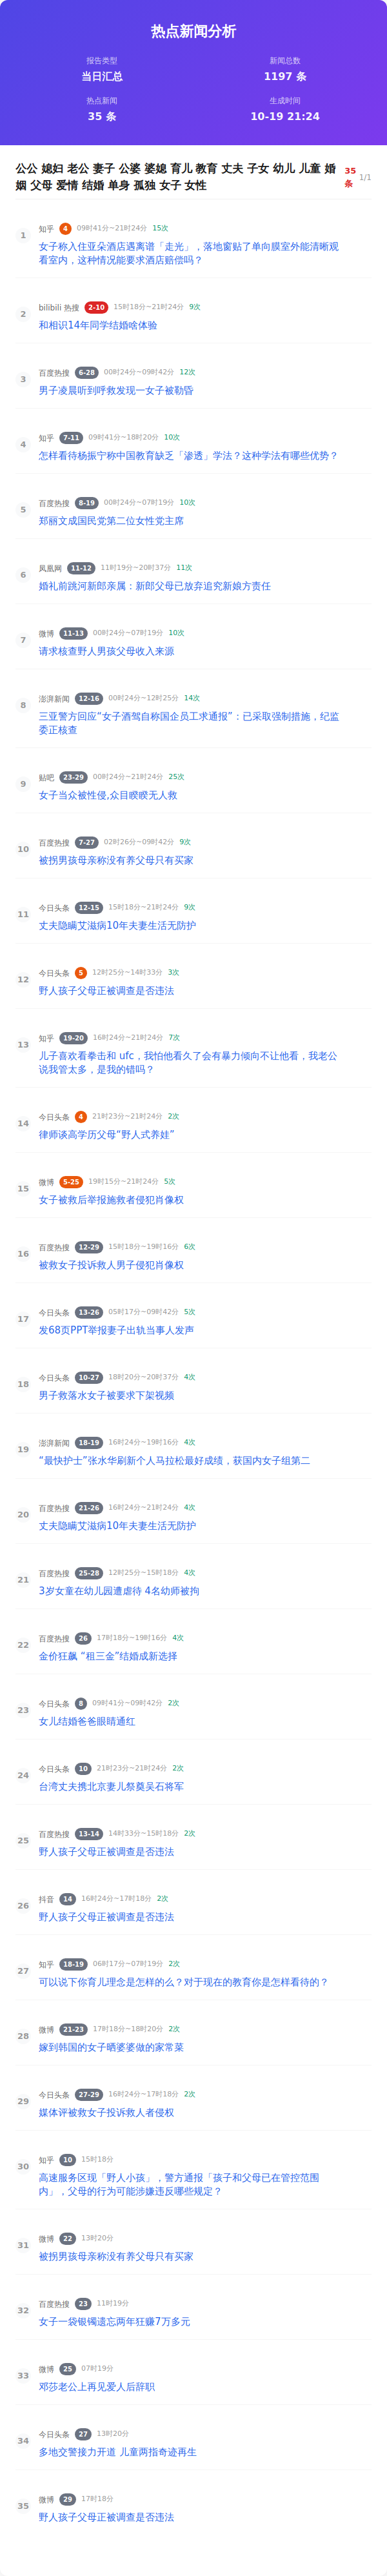 热点新闻分析
报告类型
新闻总数
当日汇总
1197 条
热点新闻
生成时间
35 条
10-19 21:24
公公 媳妇 老公 妻子 公婆 婆媳 育儿 教育 丈夫 子女 幼儿 儿童 婚
姻 父母 爱情 结婚 单身 孤独 女子 女性
35
条
1/1
1
知乎 4 09时41分~21时24分 15次
女子称入住亚朵酒店遇离谱「走光」，落地窗贴了单向膜室外能清晰观
看室内，这种情况能要求酒店赔偿吗？
2
bilibili 热搜 2-10 15时18分~21时24分 9次
和相识14年同学结婚啥体验
3
百度热搜 6-28 00时24分~09时42分 12次
男子凌晨听到呼救发现一女子被勒昏
4
知乎 7-11 09时41分~18时20分 10次
怎样看待杨振宁称中国教育缺乏「渗透」学法？这种学法有哪些优势？
5
百度热搜 8-19 00时24分~07时19分 10次
郑丽文成国民党第二位女性党主席
6
凤凰网 11-12 11时19分~20时37分 11次
婚礼前跳河新郎亲属：新郎父母已放弃追究新娘方责任
7
微博 11-13 00时24分~07时19分 10次
请求核查野人男孩父母收入来源
8
澎湃新闻 12-16 00时24分~12时25分 14次
三亚警方回应“女子酒驾自称国企员工求通报”：已采取强制措施，纪监
委正核查
9
贴吧 23-29 00时24分~21时24分 25次
女子当众被性侵,众目睽睽无人救
10
百度热搜 7-27 02时26分~09时42分 9次
被拐男孩母亲称没有养父母只有买家
11
今日头条 12-15 15时18分~21时24分 9次
丈夫隐瞒艾滋病10年夫妻生活无防护
12
今日头条 5 12时25分~14时33分 3次
野人孩子父母正被调查是否违法
13
知乎 19-20 16时24分~21时24分 7次
儿子喜欢看拳击和 ufc，我怕他看久了会有暴力倾向不让他看，我老公
说我管太多，是我的错吗？
14
今日头条 4 21时23分~21时24分 2次
律师谈高学历父母“野人式养娃”
15
微博 5-25 19时15分~21时24分 5次
女子被救后举报施救者侵犯肖像权
16
百度热搜 12-29 15时18分~19时16分 6次
被救女子投诉救人男子侵犯肖像权
17
今日头条 13-26 05时17分~09时42分 5次
发68页PPT举报妻子出轨当事人发声
18
今日头条 10-27 18时20分~20时37分 4次
男子救落水女子被要求下架视频
19
澎湃新闻 18-19 16时24分~19时16分 4次
“最快护士”张水华刷新个人马拉松最好成绩，获国内女子组第二
20
百度热搜 21-26 16时24分~21时24分 4次
丈夫隐瞒艾滋病10年夫妻生活无防护
21
百度热搜 25-28 12时25分~15时18分 4次
3岁女童在幼儿园遭虐待 4名幼师被拘
22
百度热搜 26 17时18分~19时16分 4次
金价狂飙 “租三金”结婚成新选择
23
今日头条 8 09时41分~09时42分 2次
女儿结婚爸爸眼睛通红
24
今日头条 10 21时23分~21时24分 2次
台湾丈夫携北京妻儿祭奠吴石将军
25
百度热搜 13-14 14时33分~15时18分 2次
野人孩子父母正被调查是否违法
26
抖音 14 16时24分~17时18分 2次
野人孩子父母正被调查是否违法
27
知乎 18-19 06时17分~07时19分 2次
可以说下你育儿理念是怎样的么？对于现在的教育你是怎样看待的？
28
微博 21-23 17时18分~18时20分 2次
嫁到韩国的女子晒婆婆做的家常菜
29
今日头条 27-29 16时24分~17时18分 2次
媒体评被救女子投诉救人者侵权
30
知乎 10 15时18分
高速服务区现「野人小孩」，警方通报「孩子和父母已在管控范围
内」，父母的行为可能涉嫌违反哪些规定？
31
微博 22 13时20分
被拐男孩母亲称没有养父母只有买家
32
百度热搜 23 11时19分
女子一袋银镯遗忘两年狂赚7万多元
33
微博 25 07时19分
邓莎老公上再见爱人后辞职
34
今日头条 27 13时20分
多地交警接力开道 儿童两指奇迹再生
35
微博 29 17时18分
野人孩子父母正被调查是否违法